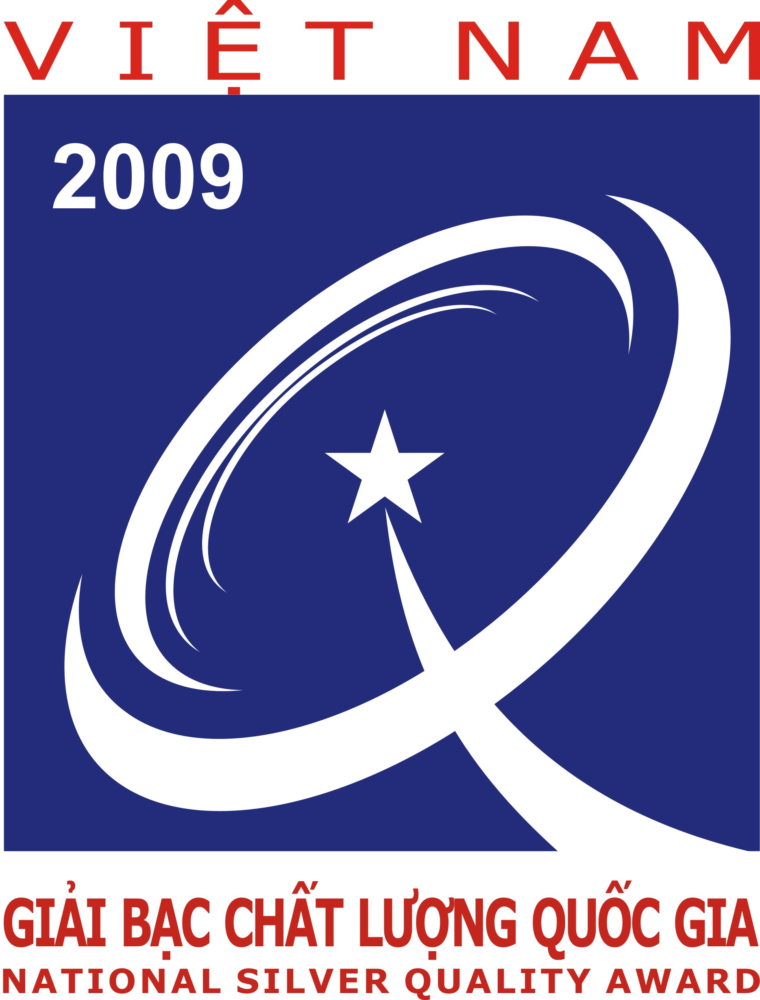 VIỆT NAM
2009
GIẢI BẠC CHẤT LƯỢNG QUỐC GIA
NATIONAL SILVER QUALITY AWARD